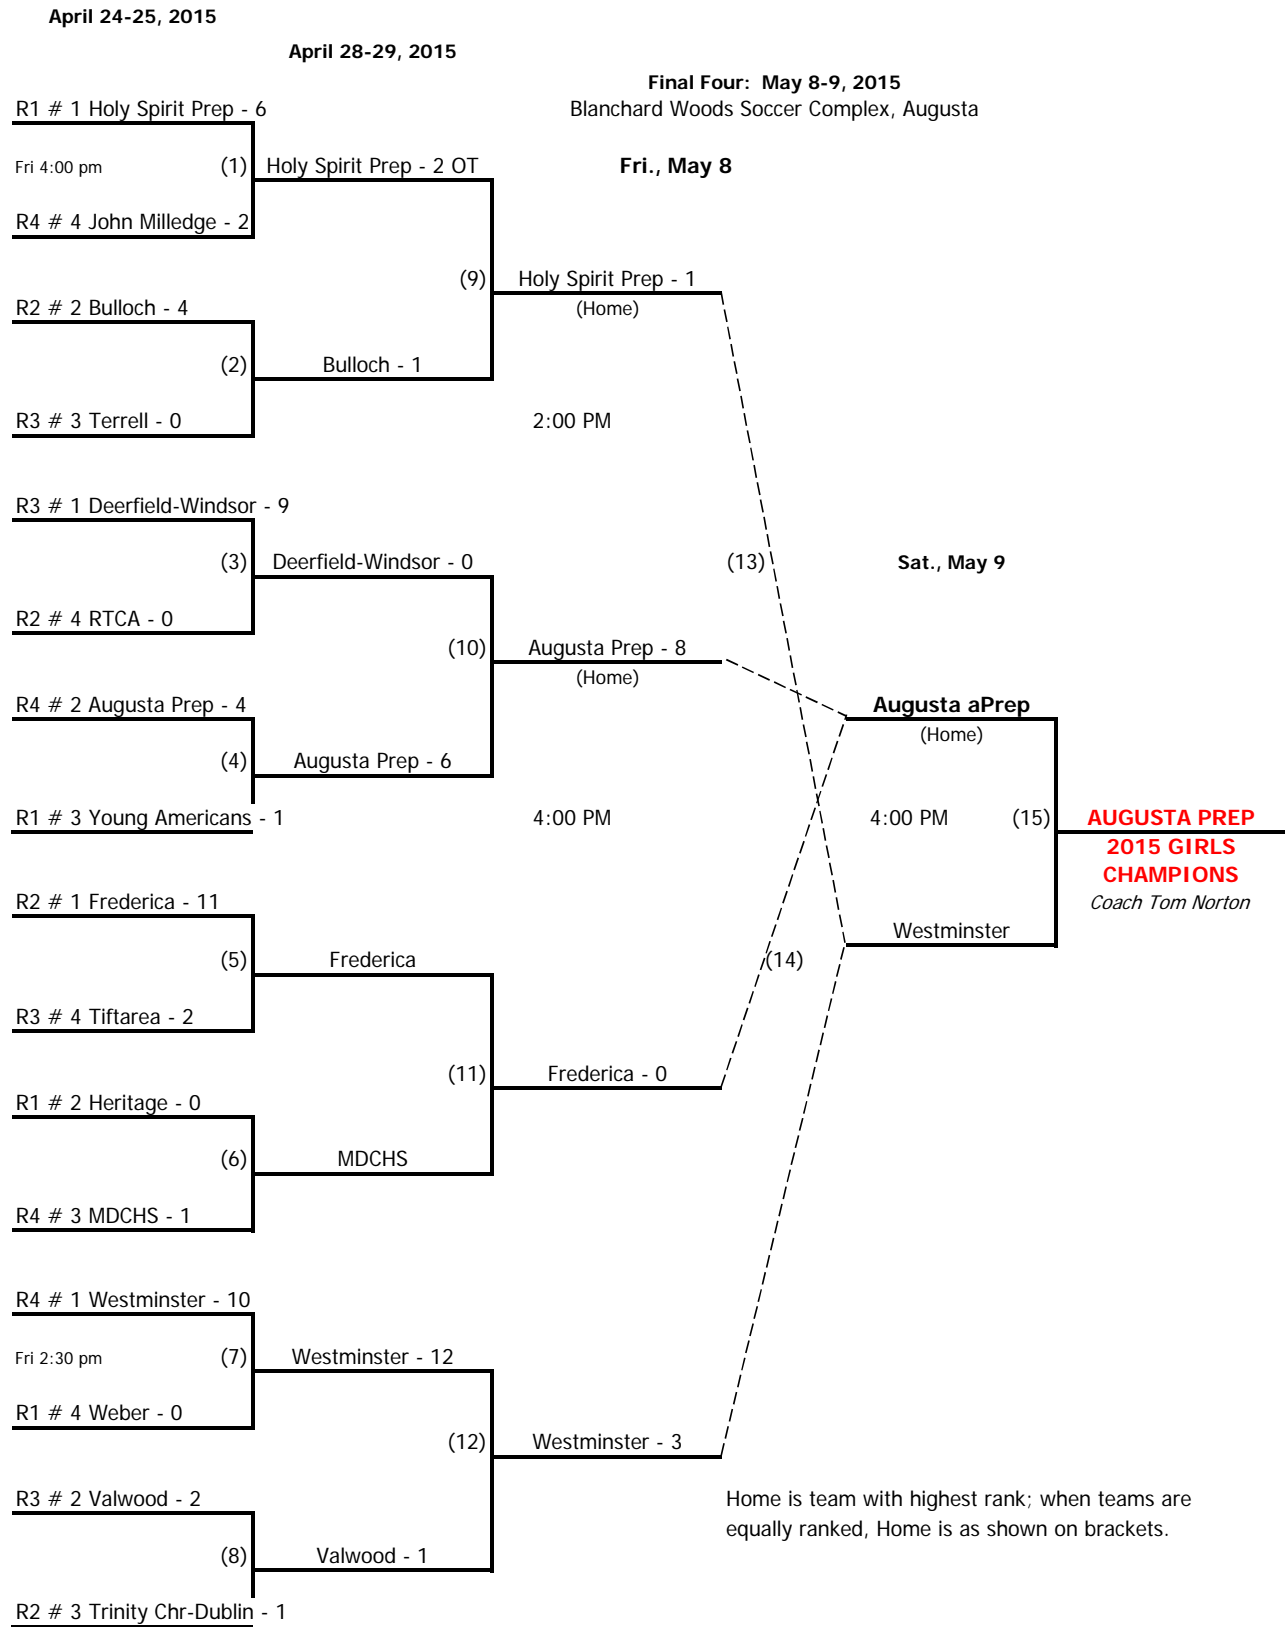 April 24-25, 2015
April 28-29, 2015
Final Four:  May 8-9, 2015
R1 # 1 Holy Spirit Prep - 6
Blanchard Woods Soccer Complex, Augusta
Fri 4:00 pm
(1)
Holy Spirit Prep - 2 OT
Fri., May 8
R4 # 4 John Milledge - 2
(9)
Holy Spirit Prep - 1
R2 # 2 Bulloch - 4
(Home)
(2)
Bulloch - 1
R3 # 3 Terrell - 0
2:00 PM
R3 # 1 Deerfield-Windsor - 9
(3)
Deerfield-Windsor - 0
(13)
Sat., May 9
R2 # 4 RTCA - 0
(10)
Augusta Prep - 8
(Home)
R4 # 2 Augusta Prep - 4
Augusta aPrep
(Home)
(4)
Augusta Prep - 6
R1 # 3 Young Americans - 1
4:00 PM
4:00 PM
(15)
AUGUSTA PREP
2015 GIRLS
CHAMPIONS
Coach Tom Norton
R2 # 1 Frederica - 11
Westminster
(5)
Frederica
(14)
R3 # 4 Tiftarea - 2
(11)
Frederica - 0
R1 # 2 Heritage - 0
(6)
MDCHS
R4 # 3 MDCHS - 1
R4 # 1 Westminster - 10
Fri 2:30 pm
(7)
Westminster - 12
R1 # 4 Weber - 0
(12)
Westminster - 3
R3 # 2 Valwood - 2
Home is team with highest rank; when teams are
equally ranked, Home is as shown on brackets.
(8)
Valwood - 1
R2 # 3 Trinity Chr-Dublin - 1